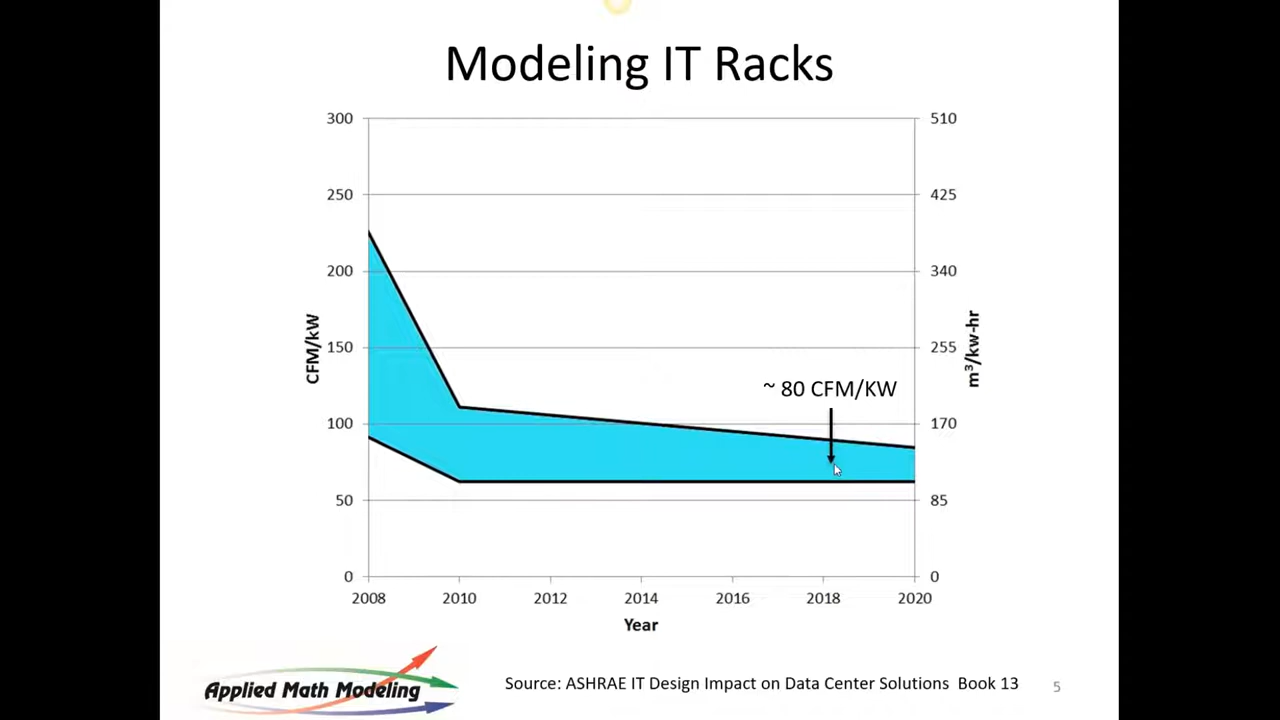 Modeling IT Racks
300
510
250
425
200
340
CFM/kW
150
255
m³/kw-hr
~ 80 CFM/KW
100
170
50
85
0
0
2008 2010 2012 2014 2016 2018 2020
Year
Applied Math Modeling
Source: ASHRAE IT Design Impact on Data Center Solutions Book 13
5